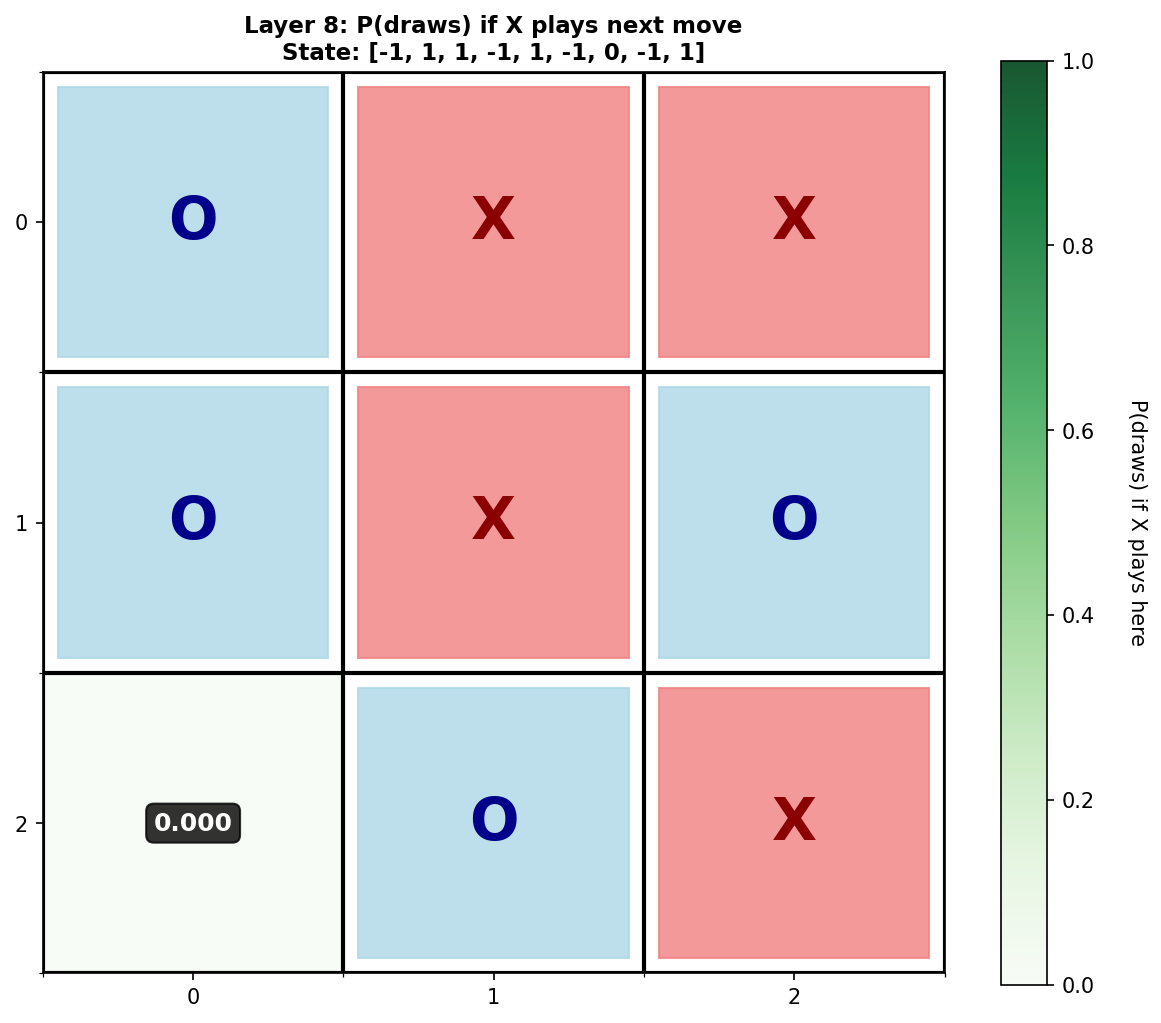 Layer 8: P(draws) if X plays next move
State: [-1, 1, 1, -1, 1, -1, 0, -1, 1]
0
O
X
X
1
O
X
O
2
0.000
O
X
0
1
2
1.0
0.8
0.6
0.4
0.2
0.0
P(draws) if X plays here